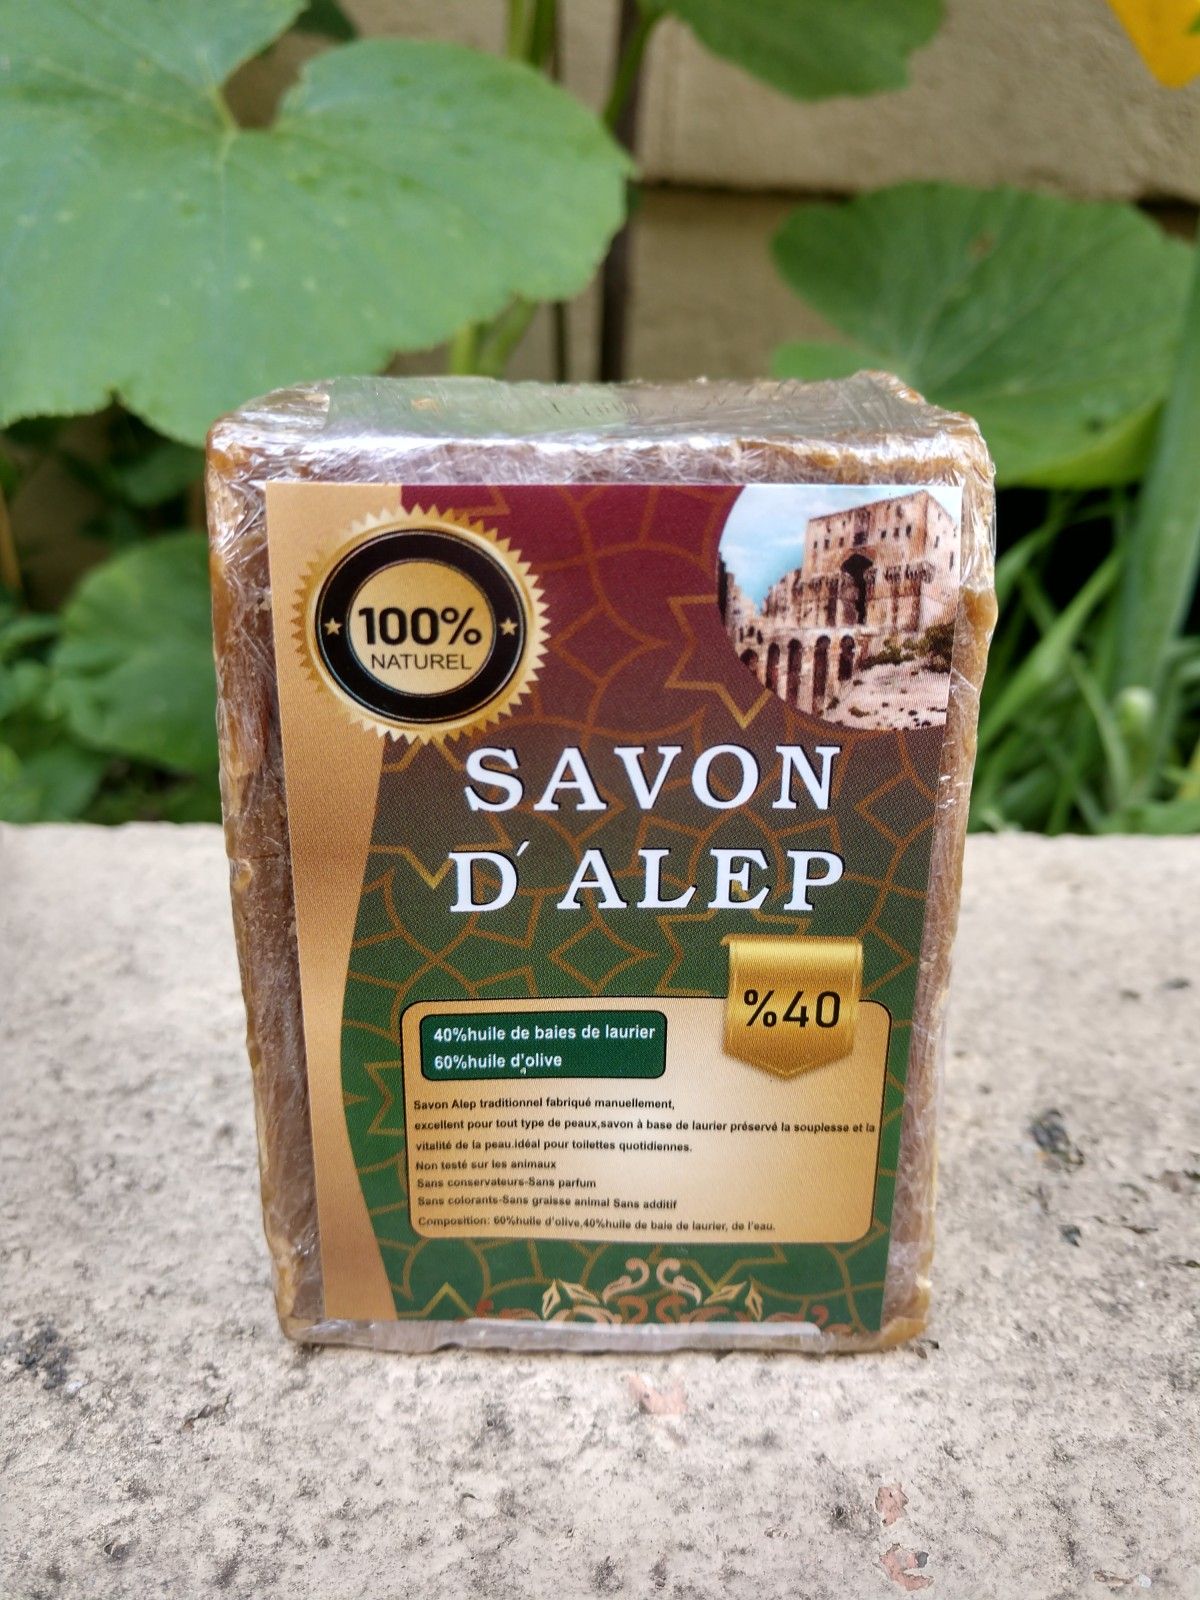 100%
NATUREL
SAVON
D´ALEP
%40
40%huile de baies de laurier
60%huile d'olive
Savon Alep traditionnel fabriqué manuellement,
excellent pour tout type de peaux,savon à base de laurier préservé la souplesse et la
vitalité de la peau.idéal pour toilettes quotidiennes.
Non testé sur les animaux
Sans conservateurs-Sans parfum
Sans colorants-Sans graisse animal Sans additif
Composition: 60%huile d'olive,40%huile de baie de laurier, de l'eau.